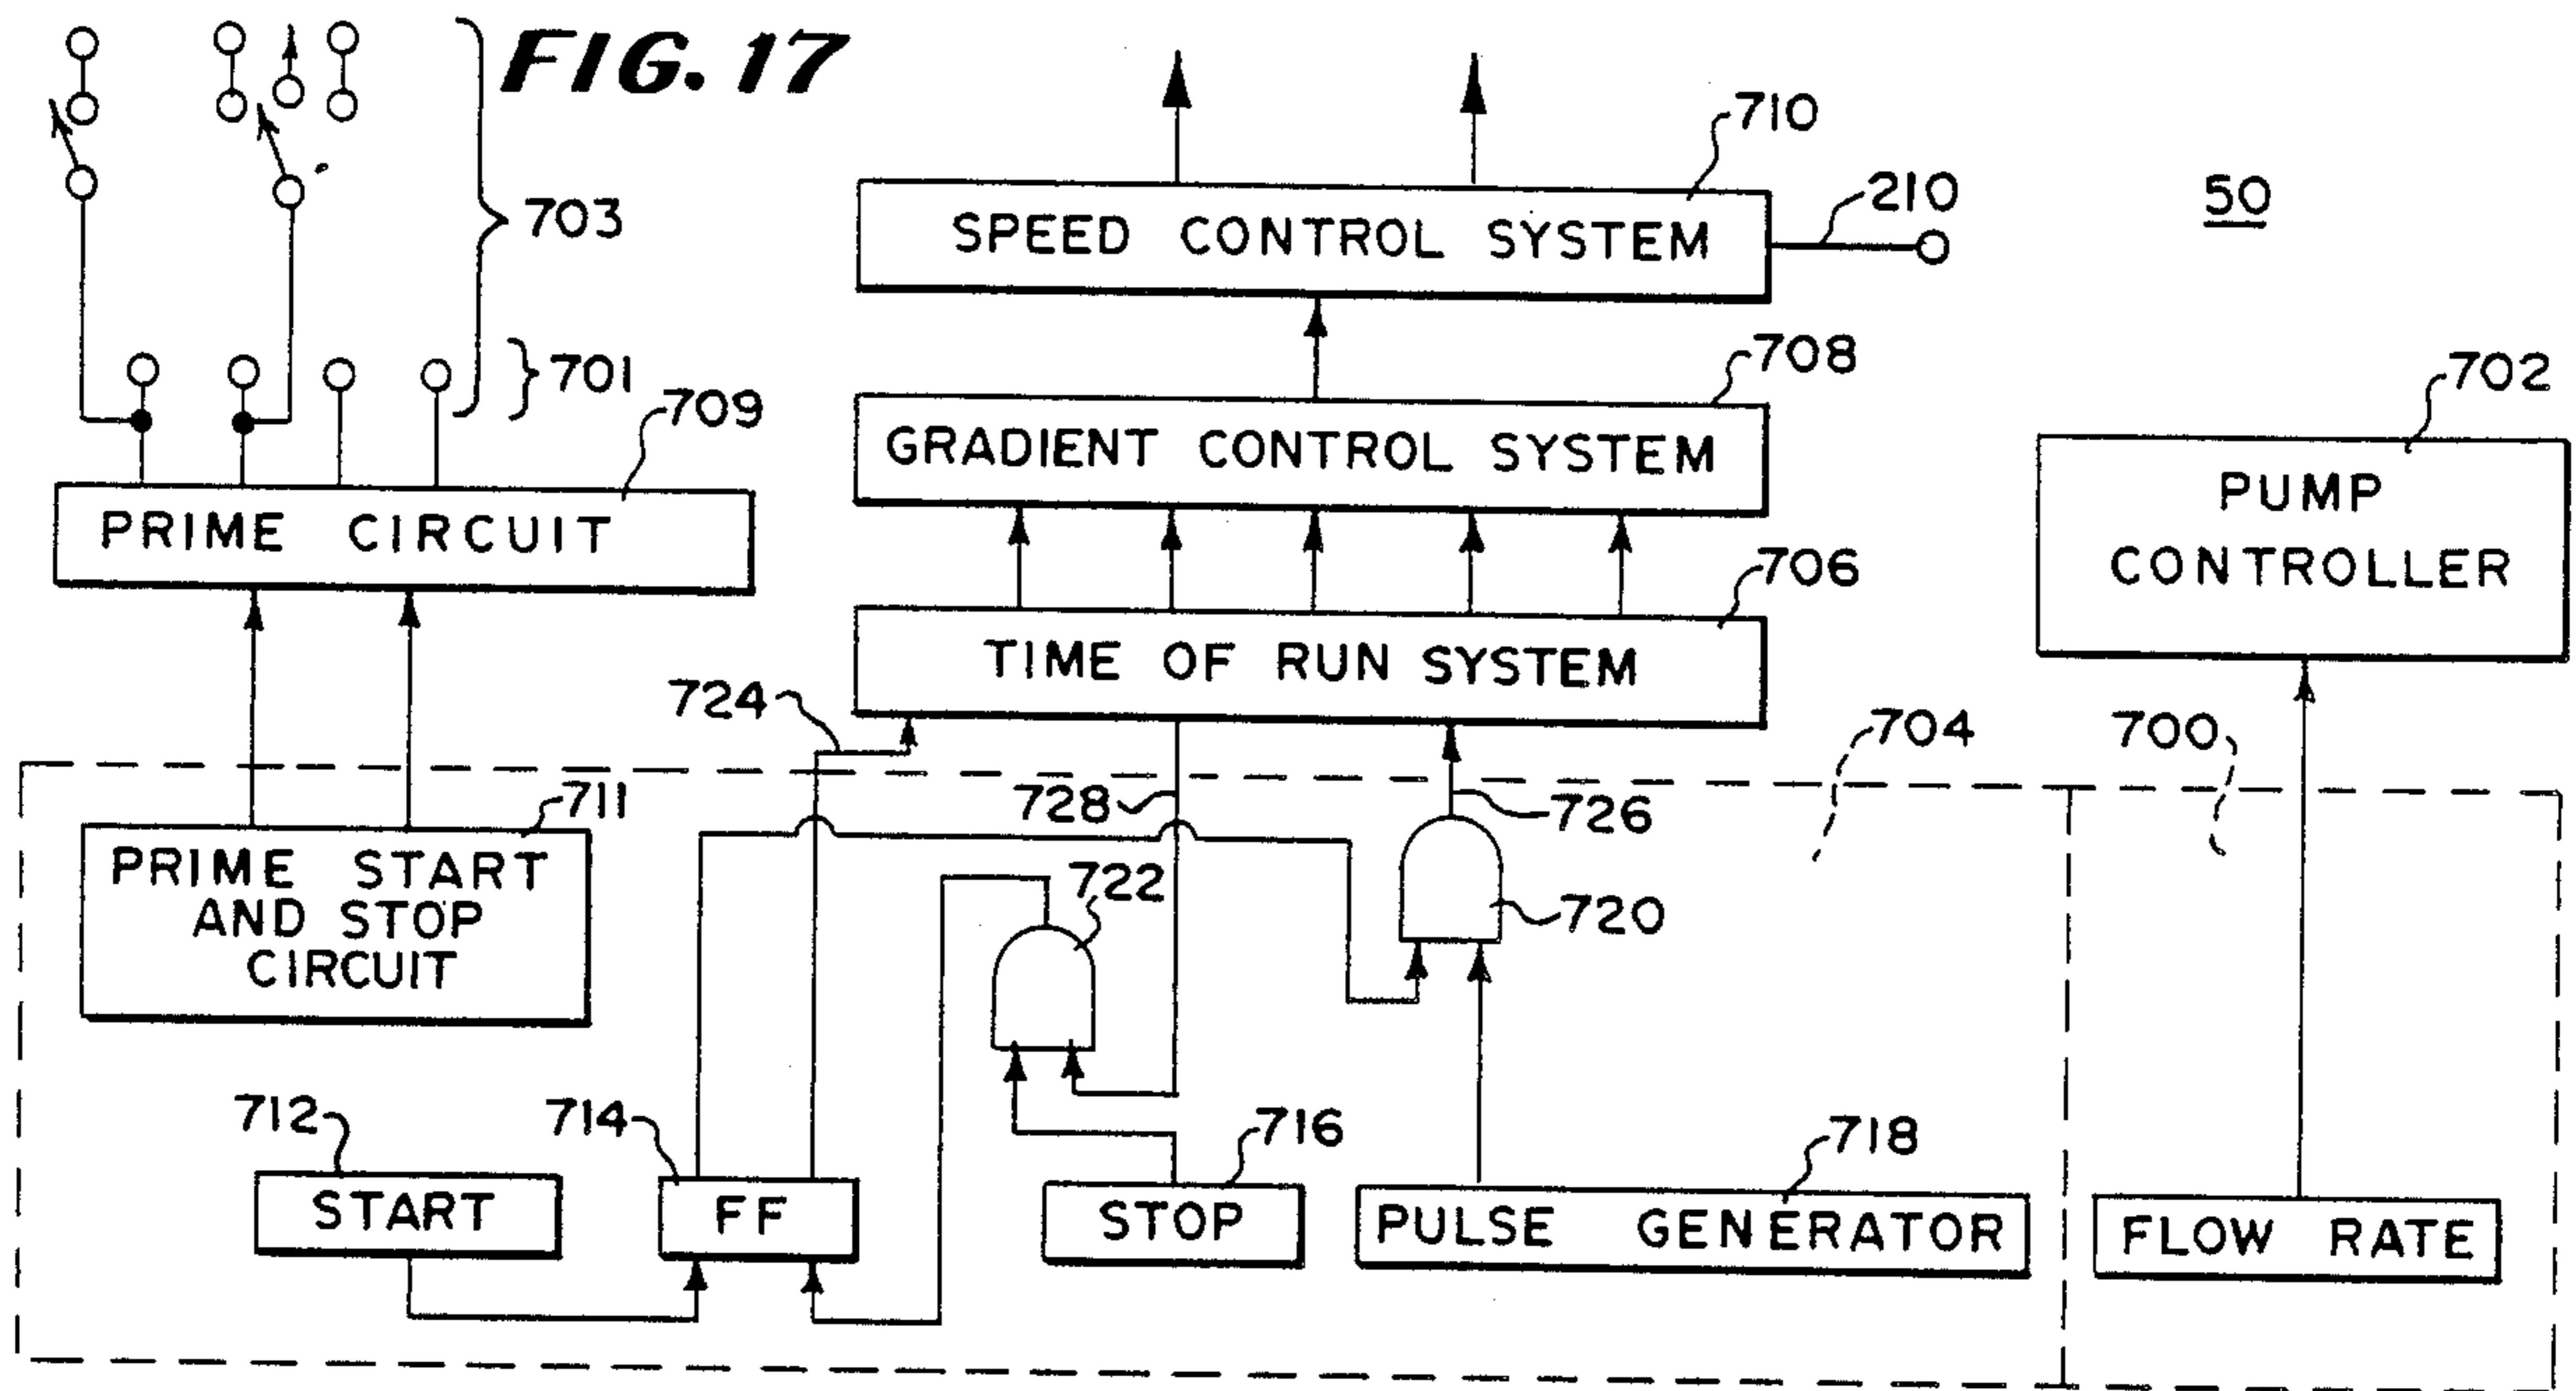 FIG. 17
703
701
709
PRIME CIRCUIT
710
SPEED CONTROL SYSTEM
210
50
708
GRADIENT CONTROL SYSTEM
706
TIME OF RUN SYSTEM
702
PUMP
CONTROLLER
724
704
700
711
PRIME START
AND STOP
CIRCUIT
728
726
722
720
712
START
714
FF
716
STOP
718
PULSE GENERATOR
FLOW RATE